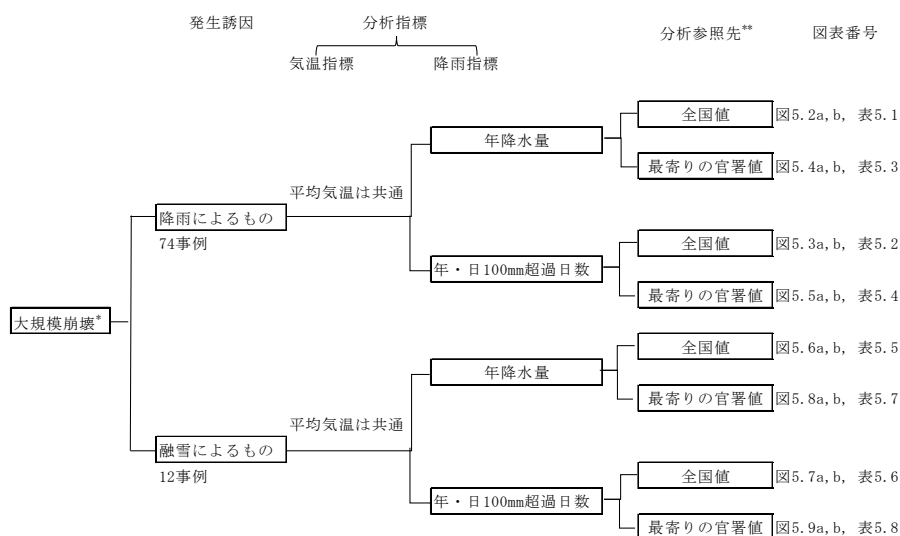 発生誘因 分析指標 分析参照先** 図表番号
気温指標 降雨指標
全国値 図5.2a,b, 表5.1
年降水量
最寄りの官署値 図5.4a,b, 表5.3
平均気温は共通
降雨によるもの
74事例
全国値 図5.3a,b, 表5.2
年・日100mm超過日数
最寄りの官署値 図5.5a,b, 表5.4
大規模崩壊*
全国値 図5.6a,b, 表5.5
年降水量
最寄りの官署値 図5.8a,b, 表5.7
平均気温は共通
融雪によるもの
12事例
全国値 図5.7a,b, 表5.6
年・日100mm超過日数
最寄りの官署値 図5.9a,b, 表5.8